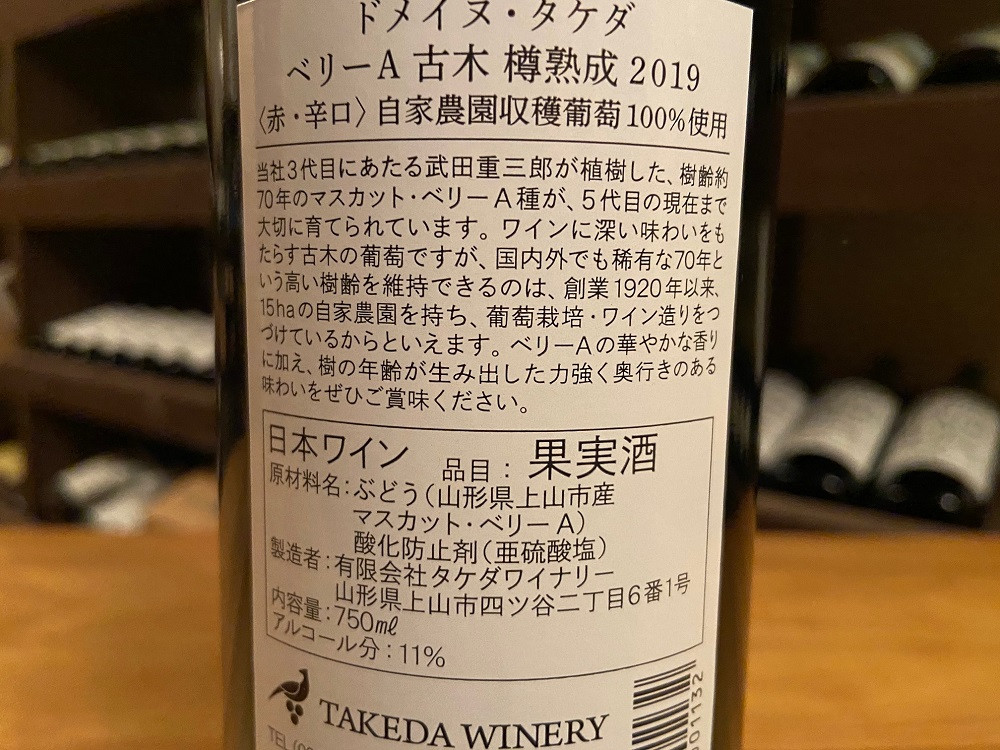 ドメイヌ・タケダ
ベリーA 古木 樽熟成 2019
〈赤・辛口〉自家農園収穫葡萄100%使用
当社3代目にあたる武田重三郎が植樹した、樹齢約
70年のマスカット・ベリーA種が、5代目の現在まで
大切に育てられています。ワインに深い味わいをも
たらす古木の葡萄ですが、国内外でも稀有な70年と
いう高い樹齢を維持できるのは、創業1920年以来、
15haの自家農園を持ち、葡萄栽培・ワイン造りをつ
づけているからといえます。ベリーAの華やかな香り
に加え、樹の年齢が生み出した力強く奥行きのある
味わいをぜひご賞味ください。
日本ワイン 品目：果実酒
原材料名：ぶどう（山形県上山市産
マスカット・ベリーA）
酸化防止剤（亜硫酸塩）
製造者：有限会社タケダワイナリー
山形県上山市四ツ谷二丁目6番1号
内容量：750ml
アルコール分：11%
TAKEDA WINERY
TEL
01132